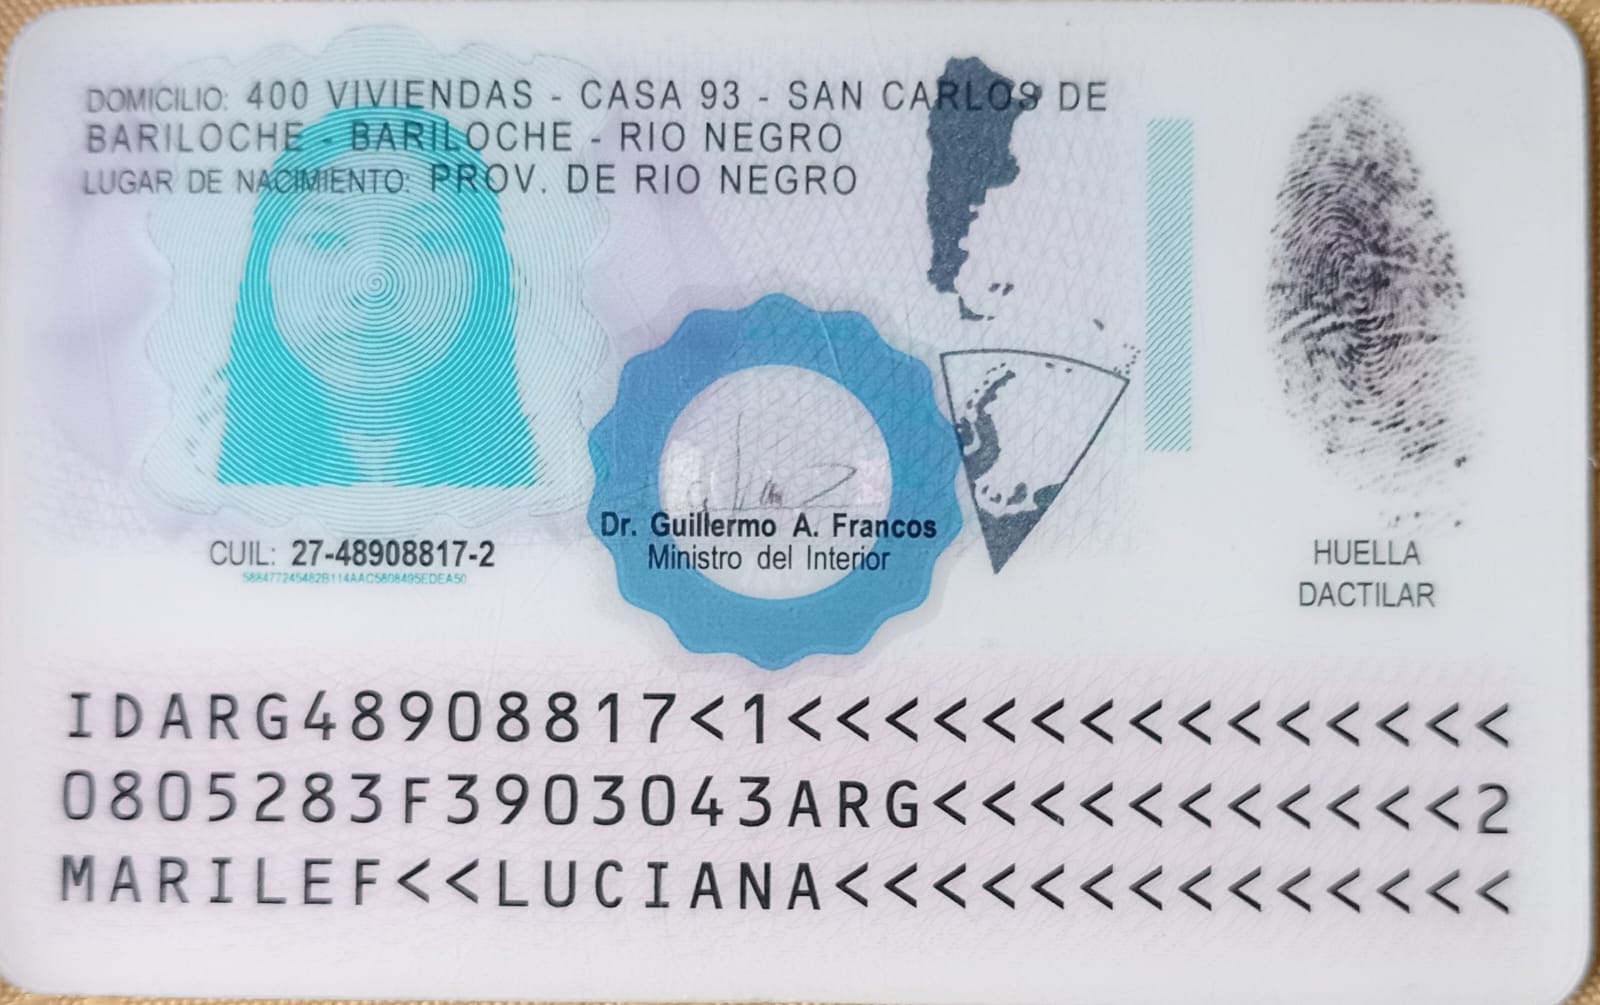 DOMICILIO: 400 VIVIENDAS - CASA 93 - SAN CARLOS DE
BARILOCHE - BARILOCHE - RIO NEGRO
LUGAR DE NACIMIENTO: PROV. DE RIO NEGRO
CUIL: 27-48908817-2
588477245482B114AAC5808495EDEA50
Dr. Guillermo A. Francos
Ministro del Interior
HUELLA
DACTILAR
IDARG48908817<1<<<<<<<<<<<<<<<
0805283F3903043ARG<<<<<<<<<<<2
MARILEF<<LUCIANA<<<<<<<<<<<<<<